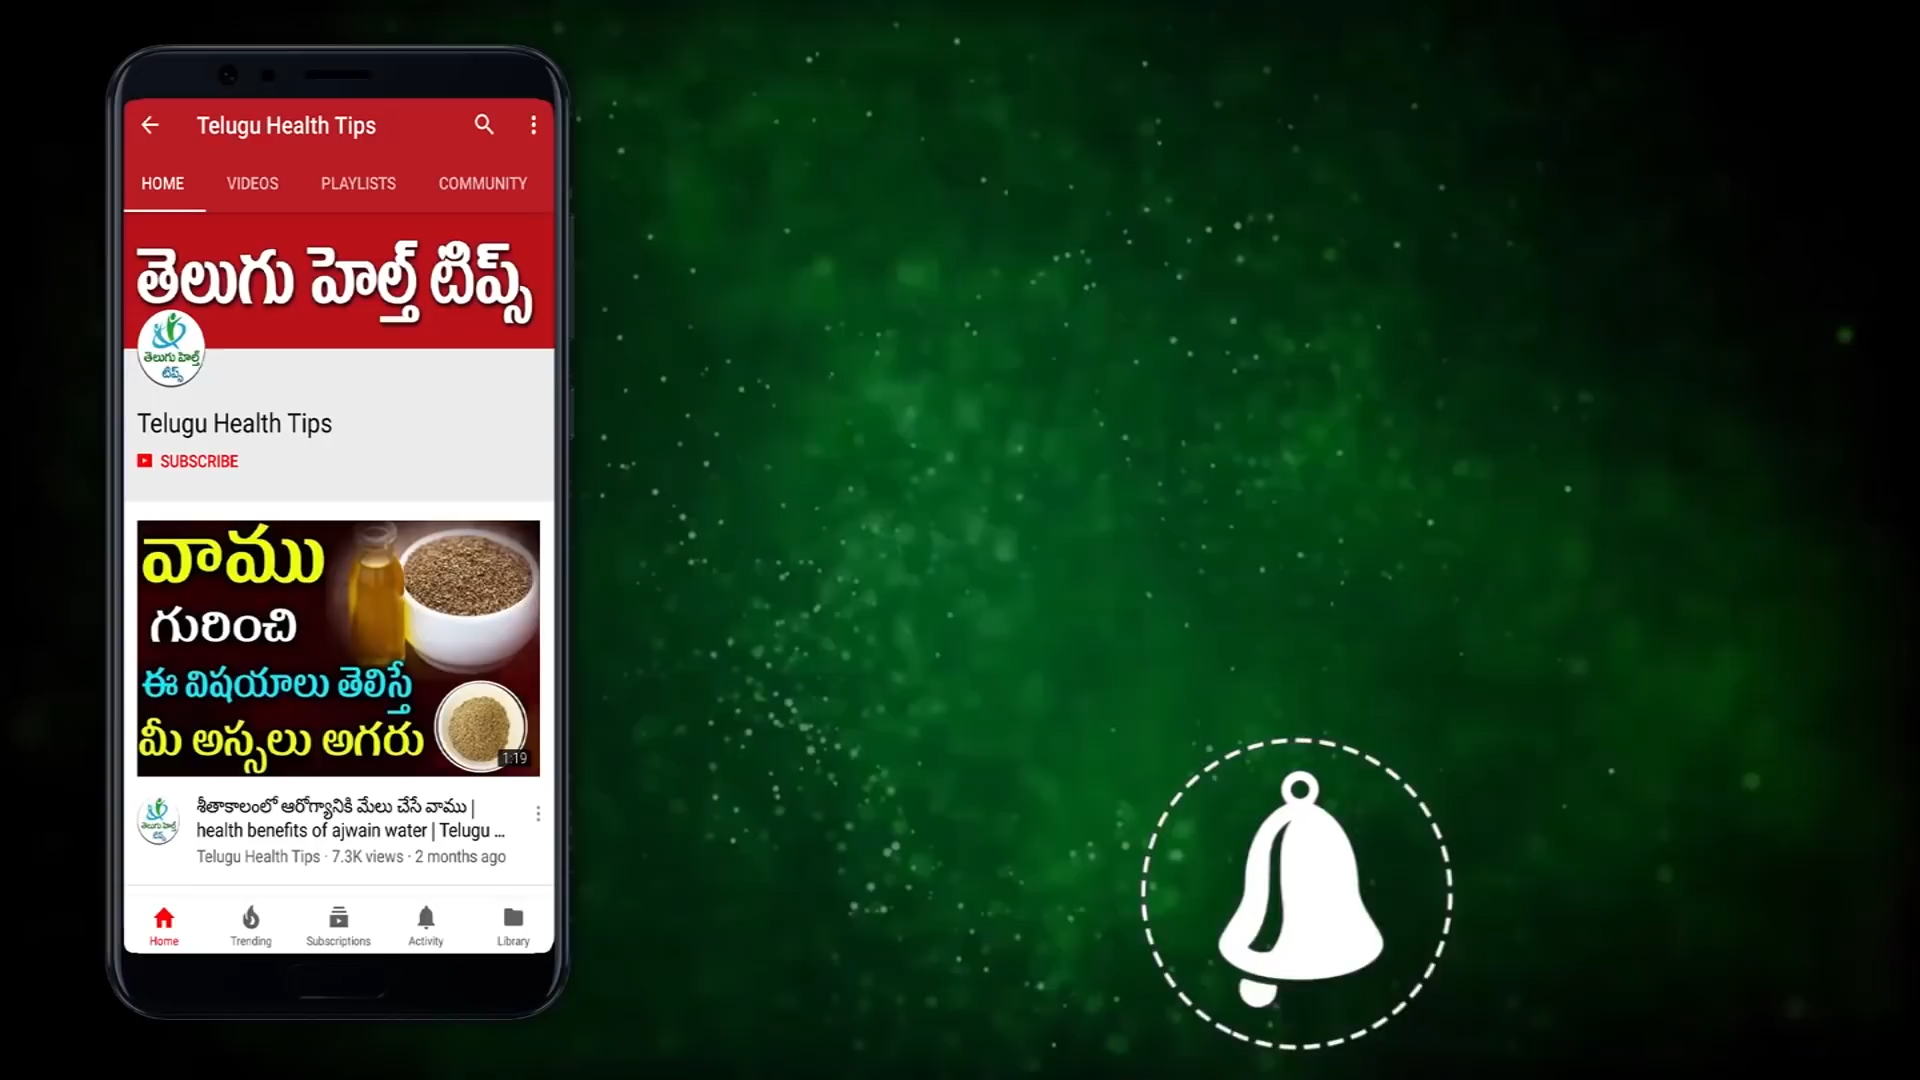 Telugu Health Tips
HOME VIDEOS PLAYLISTS COMMUNITY
తెలుగు హెల్త్ టిప్స్
తెలుగు హెల్త్
టిప్స్
Telugu Health Tips
SUBSCRIBE
వాము
గురించి
ఈ విషయాలు తెలిస్తే
మీ అస్సలు అగరు
1:19
తెలుగు హెల్త్
టిప్స్
శీతాకాలంలో ఆరోగ్యానికి మేలు చేసే వాము |
health benefits of ajwain water | Telugu ...
Telugu Health Tips · 7.3K views · 2 months ago
Home Trending Subscriptions Activity Library